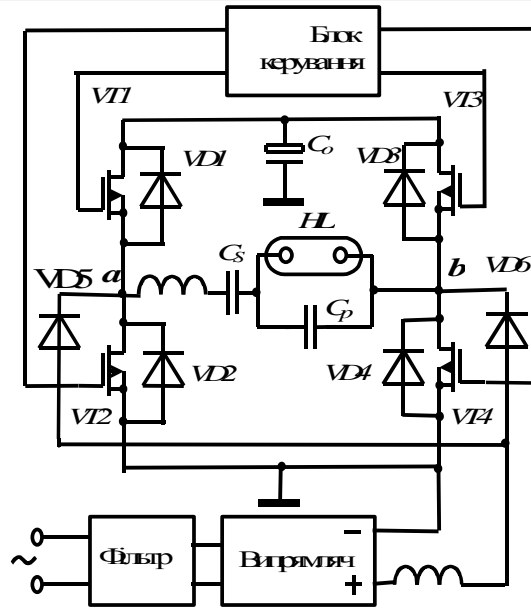 Блок
керування
VT1
VT3
VD1
Co
VD3
HL
Cs
VD5
a
b
VD6
Cp
VD2
VD4
VT2
VT4
~
Фільтр
Випрямляч
−
+